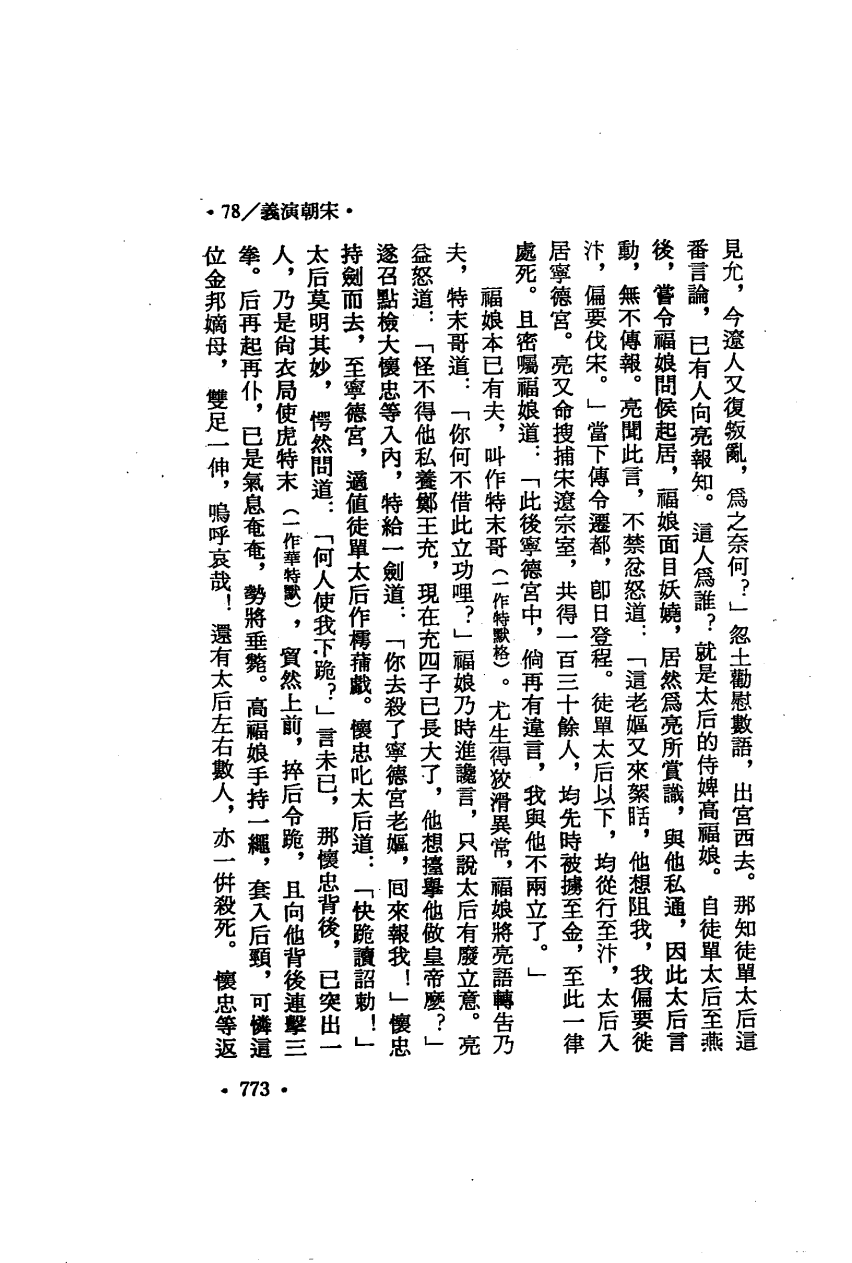 •宋朝演義／78•
見允，今遼人又復叛亂，爲之奈何？」忽土勸慰數語，出宮西去。那知徒單太后這
番言論，已有人向亮報知。這人爲誰？就是太后的侍婢高福娘。自徒單太后至燕
後，嘗令福娘問候起居，福娘面目妖嬈，居然爲亮所賞識，與他私通，因此太后言
動，無不傳報。亮聞此言，不禁忿怒道：「這老嫗又來絮聒，他想阻我，我偏要徙
汴，偏要伐宋。」當下傳令遷都，卽日登程。徒單太后以下，均從行至汴，太后入
居寧德宮。亮又命搜捕宋遼宗室，共得一百三十餘人，均先時被擄至金，至此一律
處死。且密囑福娘道：「此後寧德宮中，倘再有違言，我與他不兩立了。」
福娘本已有夫，叫作特末哥（一作特默格）。尤生得狡滑異常，福娘將亮語轉告乃
夫，特末哥道：「你何不借此立功哩？」福娘乃時進讒言，只說太后有廢立意。亮
益怒道：「怪不得他私養鄭王充，現在充四子已長大了，他想擡擧他做皇帝麽？」
遂召點檢大懷忠等入內，特給一劍道：「你去殺了寧德宮老嫗，囘來報我！」懷忠
持劍而去，至寧德宮，適值徒單太后作樗蒱戲。懷忠叱太后道：「快跪讀詔勅！」
太后莫明其妙，愕然問道：「何人使我下跪？」言未已，那懷忠背後，已突出一
人，乃是尙衣局使虎特末（一作華特默），貿然上前，捽后令跪，且向他背後連擊三
拳。后再起再仆，已是氣息奄奄，勢將垂斃。高福娘手持一繩，套入后頸，可憐這
位金邦嫡母，雙足一伸，嗚呼哀哉！還有太后左右數人，亦一倂殺死。懷忠等返
•773•